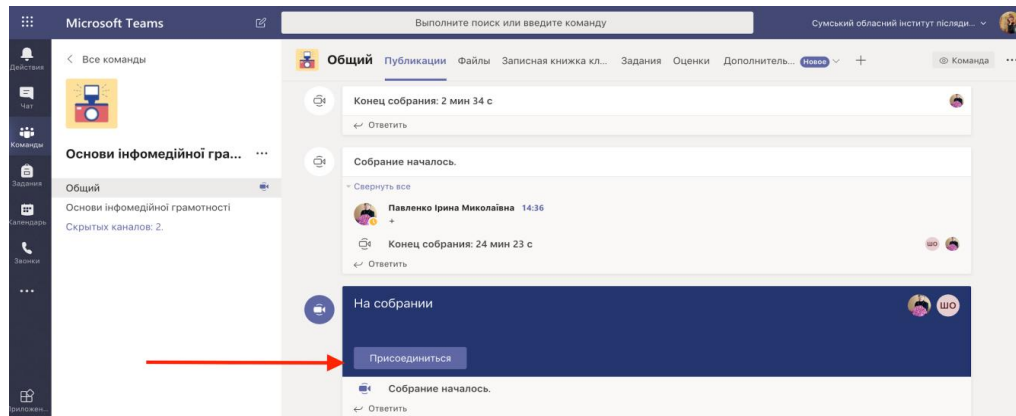 Microsoft Teams
Выполните поиск или введите команду
Сумський обласний інститут післяди...
Действия
Чат
Команды
Задания
Календарь
Звонки
Приложен...
Все команды
Основи інфомедійної гра...
Общий
Основи інфомедійної грамотності
Скрытых каналов: 2.
Общий
Публикации
Файлы
Записная книжка кл...
Задания
Оценки
Дополнитель...
Новое
Команда
Конец собрания: 2 мин 34 с
Ответить
Собрание началось.
Свернуть все
Павленко Ірина Миколаївна 14:36
+
Конец собрания: 24 мин 23 с
ШО
Ответить
На собрании
ШО
Присоединиться
Собрание началось.
Ответить